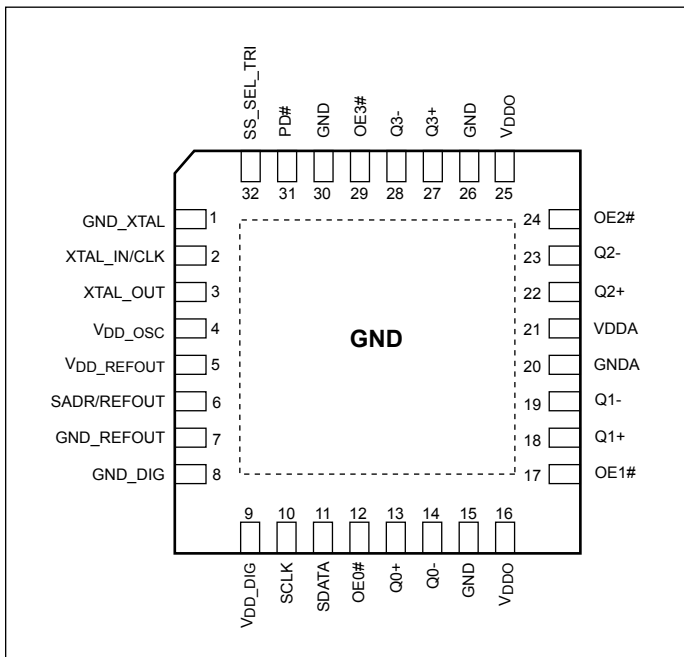 SS_SEL_TRI
PD#
GND
OE3#
Q3-
Q3+
GND
VDDO
32
31
30
29
28
27
26
25
GND_XTAL 1
XTAL_IN/CLK 2
XTAL_OUT 3
VDD_OSC 4
VDD_REFOUT 5
SADR/REFOUT 6
GND_REFOUT 7
GND_DIG 8
GND
24 OE2#
23 Q2-
22 Q2+
21 VDDA
20 GNDA
19 Q1-
18 Q1+
17 OE1#
9
10
11
12
13
14
15
16
VDD_DIG
SCLK
SDATA
OE0#
Q0+
Q0-
GND
VDDO